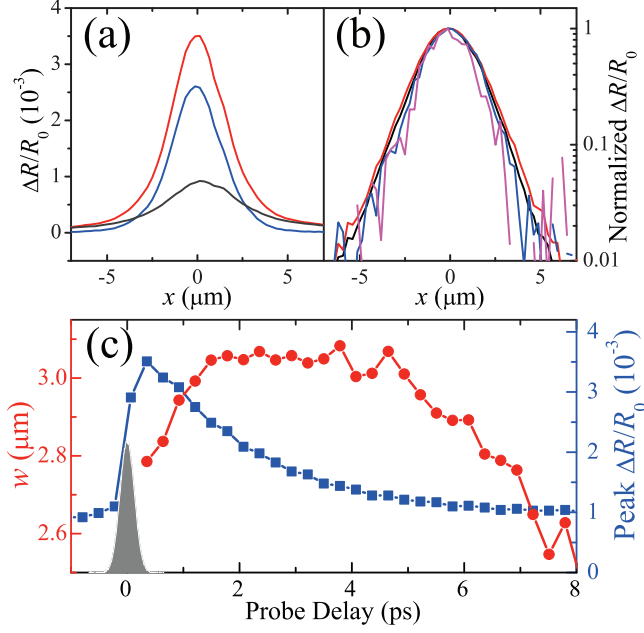 (a)
(b)
4
3
2
1
0
ΔR/R₀ (10⁻³)
-5
0
5
x (μm)
-5
0
5
x (μm)
1
0.1
0.01
Normalized ΔR/R₀
(c)
3.0
2.8
2.6
w (μm)
4
3
2
1
0
Peak ΔR/R₀ (10⁻³)
0
2
4
6
8
Probe Delay (ps)